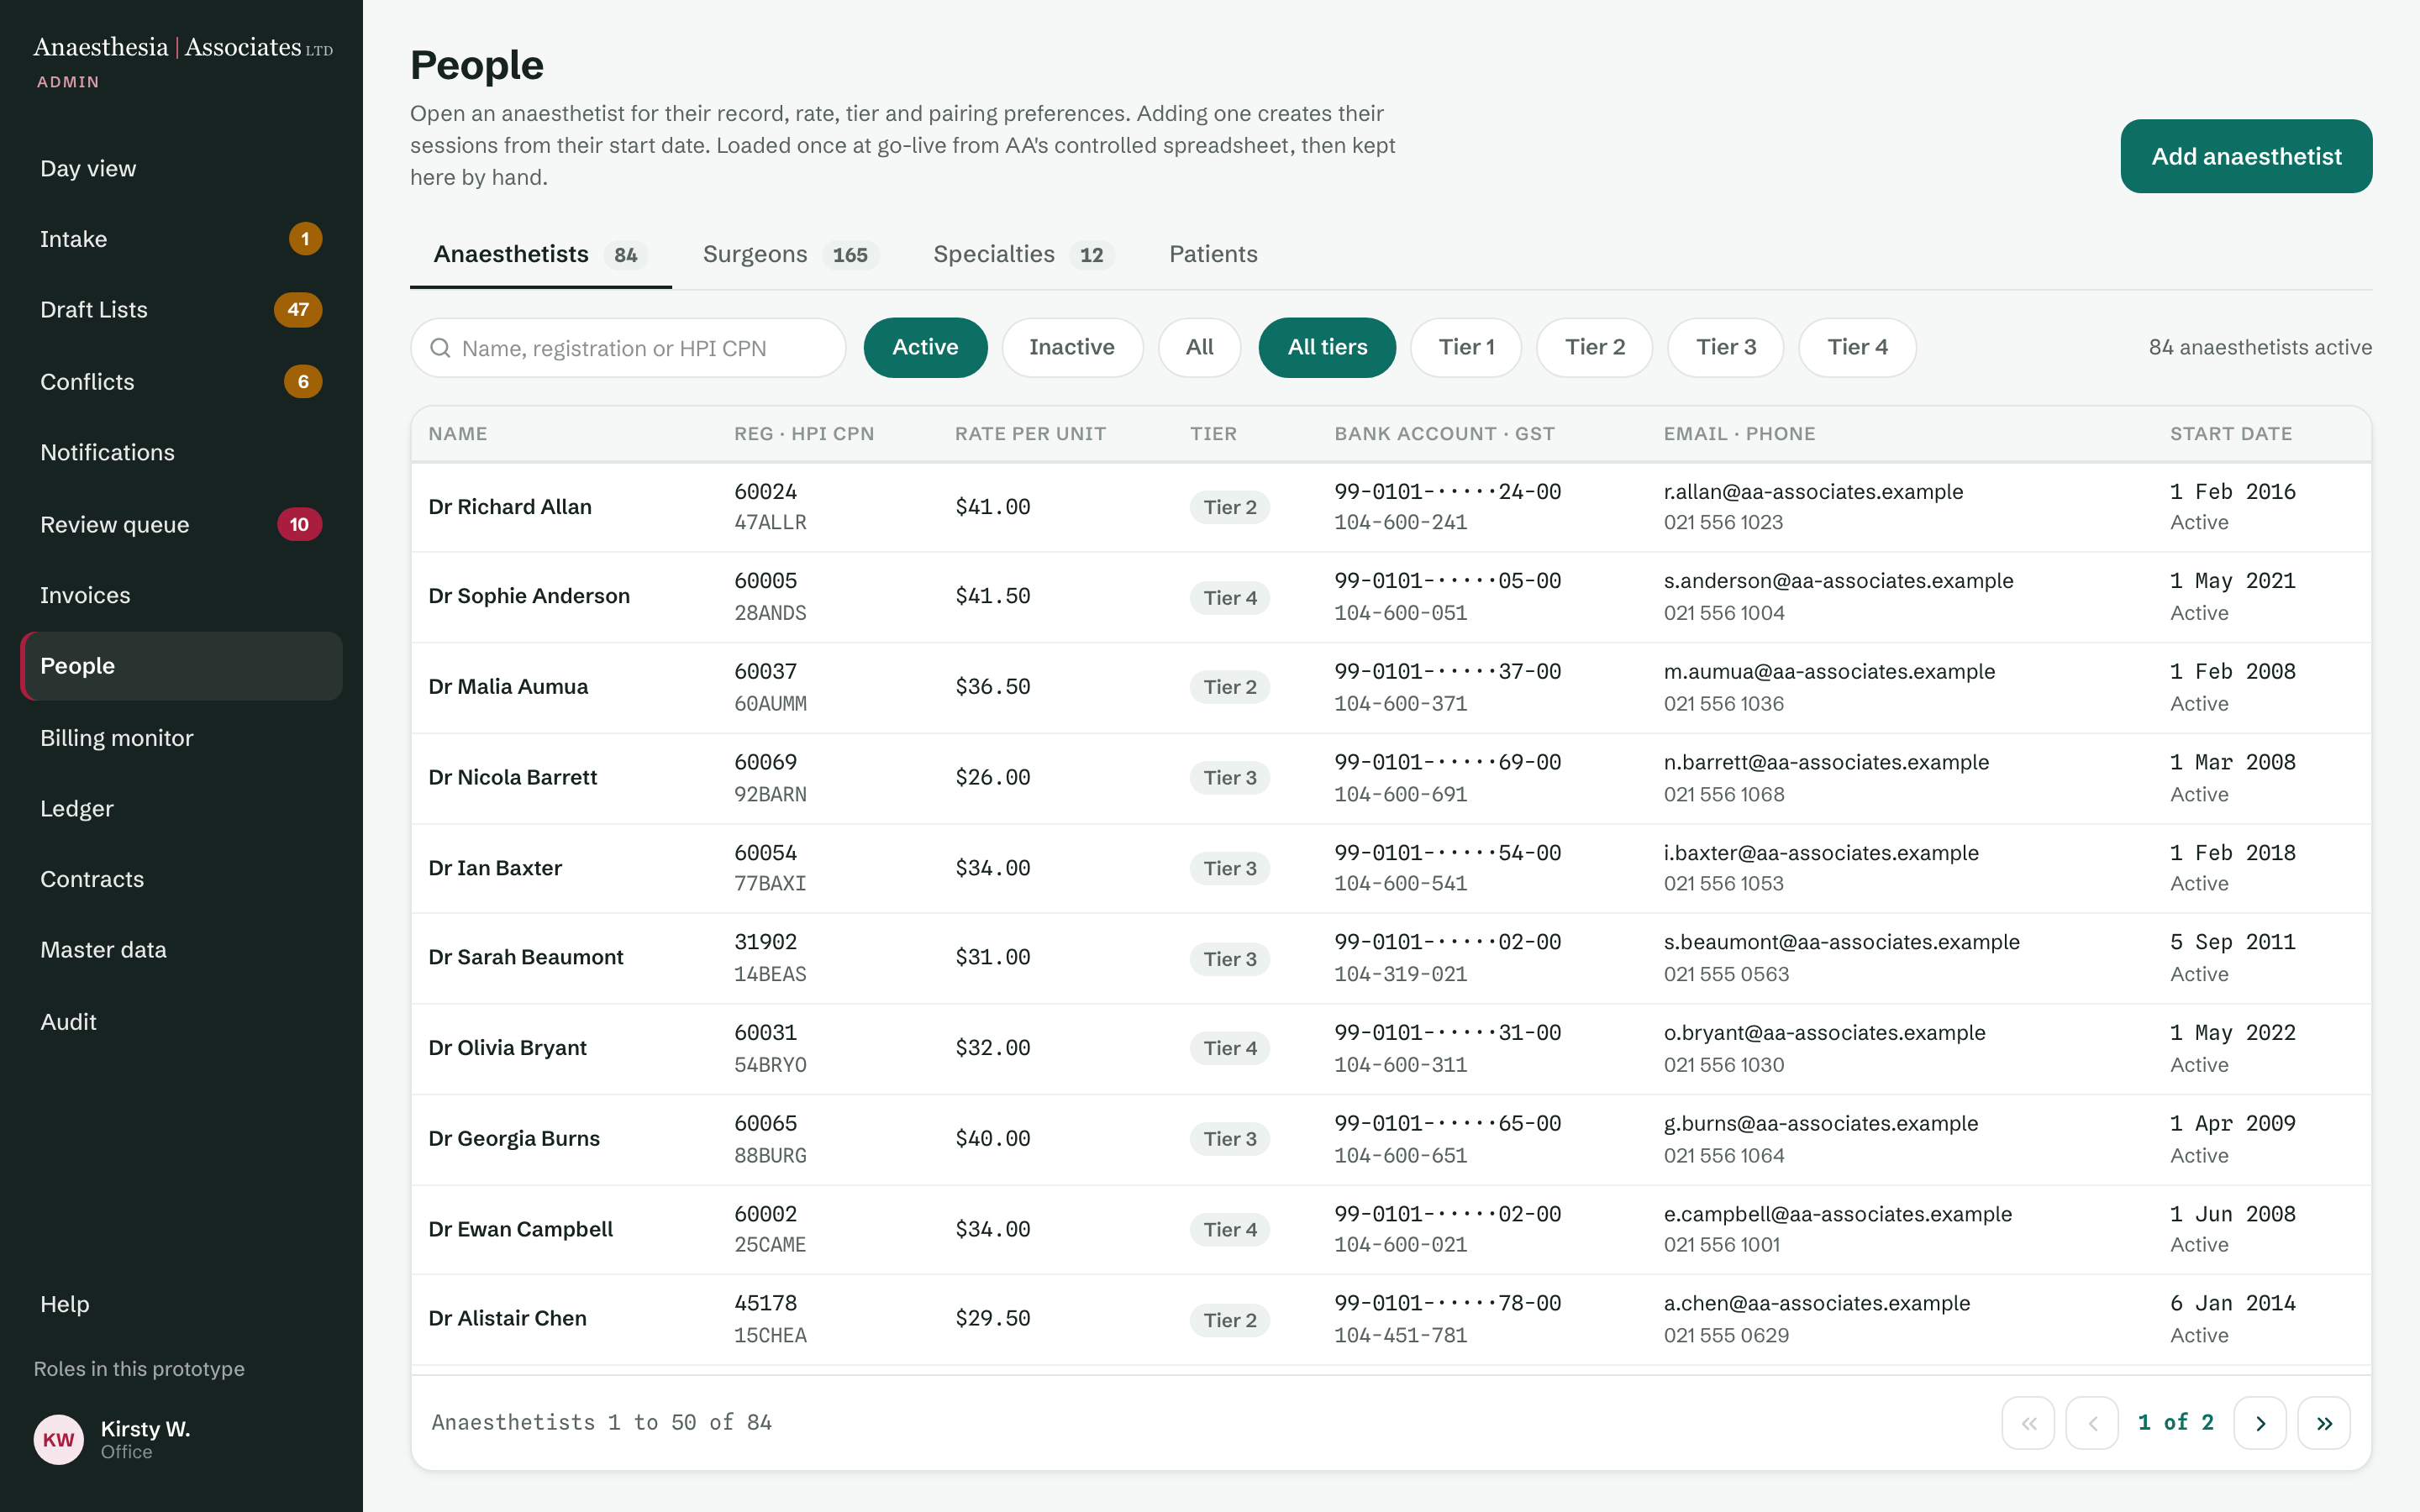 Anaesthesia | Associates LTD
ADMIN
Day view
Intake 1
Draft Lists 47
Conflicts 6
Notifications
Review queue 10
Invoices
People
Billing monitor
Ledger
Contracts
Master data
Audit
Help
Roles in this prototype
KW
Kirsty W.
Office
People
Open an anaesthetist for their record, rate, tier and pairing preferences. Adding one creates their
sessions from their start date. Loaded once at go-live from AA's controlled spreadsheet, then kept
here by hand.
Add anaesthetist
Anaesthetists 84 Surgeons 165 Specialties 12 Patients
Name, registration or HPI CPN Active Inactive All All tiers Tier 1 Tier 2 Tier 3 Tier 4 84 anaesthetists active
NAME REG · HPI CPN RATE PER UNIT TIER BANK ACCOUNT · GST EMAIL · PHONE START DATE
Dr Richard Allan 60024 $41.00 Tier 2 99-0101-·····24-00 r.allan@aa-associates.example 1 Feb 2016
47ALLR 104-600-241 021 556 1023 Active
Dr Sophie Anderson 60005 $41.50 Tier 4 99-0101-·····05-00 s.anderson@aa-associates.example 1 May 2021
28ANDS 104-600-051 021 556 1004 Active
Dr Malia Aumua 60037 $36.50 Tier 2 99-0101-·····37-00 m.aumua@aa-associates.example 1 Feb 2008
60AUMM 104-600-371 021 556 1036 Active
Dr Nicola Barrett 60069 $26.00 Tier 3 99-0101-·····69-00 n.barrett@aa-associates.example 1 Mar 2008
92BARN 104-600-691 021 556 1068 Active
Dr Ian Baxter 60054 $34.00 Tier 3 99-0101-·····54-00 i.baxter@aa-associates.example 1 Feb 2018
77BAXI 104-600-541 021 556 1053 Active
Dr Sarah Beaumont 31902 $31.00 Tier 3 99-0101-·····02-00 s.beaumont@aa-associates.example 5 Sep 2011
14BEAS 104-319-021 021 555 0563 Active
Dr Olivia Bryant 60031 $32.00 Tier 4 99-0101-·····31-00 o.bryant@aa-associates.example 1 May 2022
54BRYO 104-600-311 021 556 1030 Active
Dr Georgia Burns 60065 $40.00 Tier 3 99-0101-·····65-00 g.burns@aa-associates.example 1 Apr 2009
88BURG 104-600-651 021 556 1064 Active
Dr Ewan Campbell 60002 $34.00 Tier 4 99-0101-·····02-00 e.campbell@aa-associates.example 1 Jun 2008
25CAME 104-600-021 021 556 1001 Active
Dr Alistair Chen 45178 $29.50 Tier 2 99-0101-·····78-00 a.chen@aa-associates.example 6 Jan 2014
15CHEA 104-451-781 021 555 0629 Active
Anaesthetists 1 to 50 of 84 « ‹ 1 of 2 › »